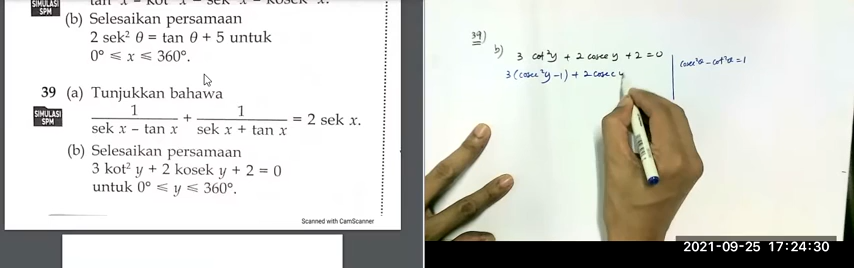 SIMULASI
SPM
(b) Selesaikan persamaan
2 sek² θ = tan θ + 5 untuk
0° ≤ x ≤ 360°.
39 (a) Tunjukkan bahawa
SIMULASI
SPM
1/(sek x − tan x) + 1/(sek x + tan x) = 2 sek x.
(b) Selesaikan persamaan
3 kot² y + 2 kosek y + 2 = 0
untuk 0° ≤ y ≤ 360°.
Scanned with CamScanner
39)
b) 3 cot²y + 2 cosec y + 2 = 0
3 (cosec²y − 1) + 2 cosec y
cosec²θ − cot²θ = 1
2021-09-25 17:24:30